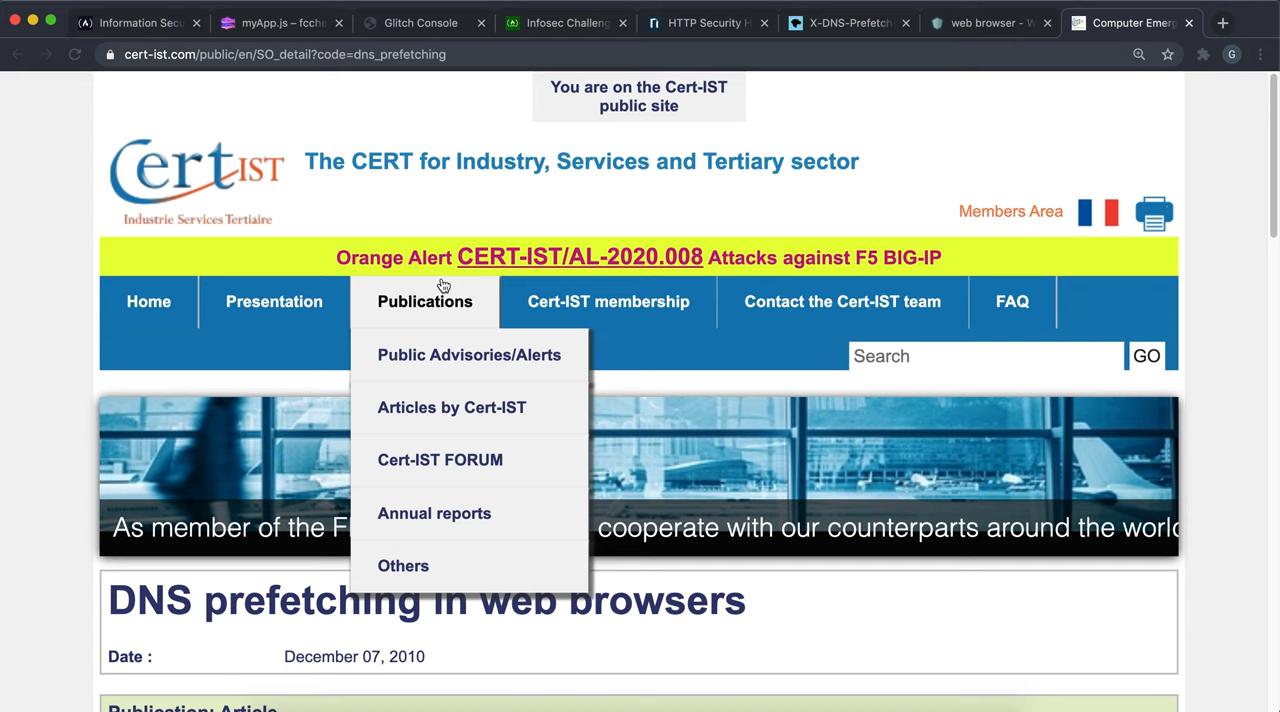 Information Sec
myApp.js – fcche
Glitch Console
Infosec Challeng
HTTP Security H
X-DNS-Prefetch
web browser - W
Computer Emerg
cert-ist.com/public/en/SO_detail?code=dns_prefetching
G
You are on the Cert-IST
public site
Cert IST
Industrie Services Tertiaire
The CERT for Industry, Services and Tertiary sector
Members Area
Orange Alert CERT-IST/AL-2020.008 Attacks against F5 BIG-IP
Home
Presentation
Publications
Cert-IST membership
Contact the Cert-IST team
FAQ
Search
GO
Public Advisories/Alerts
Articles by Cert-IST
Cert-IST FORUM
Annual reports
Others
As member of the F
cooperate with our counterparts around the world
DNS prefetching in web browsers
Date :
December 07, 2010
Publication: Article